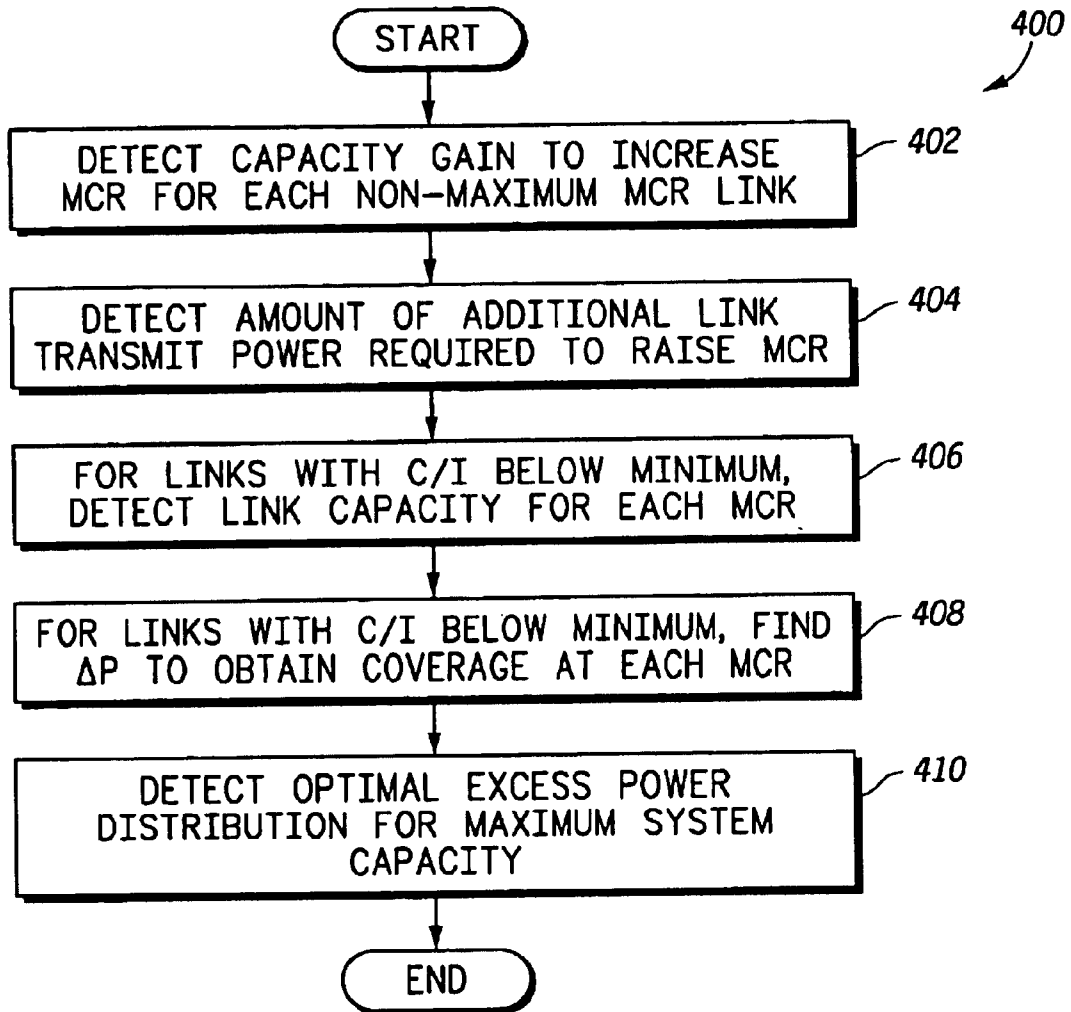 START
400
DETECT CAPACITY GAIN TO INCREASE
MCR FOR EACH NON-MAXIMUM MCR LINK
402
DETECT AMOUNT OF ADDITIONAL LINK
TRANSMIT POWER REQUIRED TO RAISE MCR
404
FOR LINKS WITH C/I BELOW MINIMUM,
DETECT LINK CAPACITY FOR EACH MCR
406
FOR LINKS WITH C/I BELOW MINIMUM, FIND
ΔP TO OBTAIN COVERAGE AT EACH MCR
408
DETECT OPTIMAL EXCESS POWER
DISTRIBUTION FOR MAXIMUM SYSTEM
CAPACITY
410
END